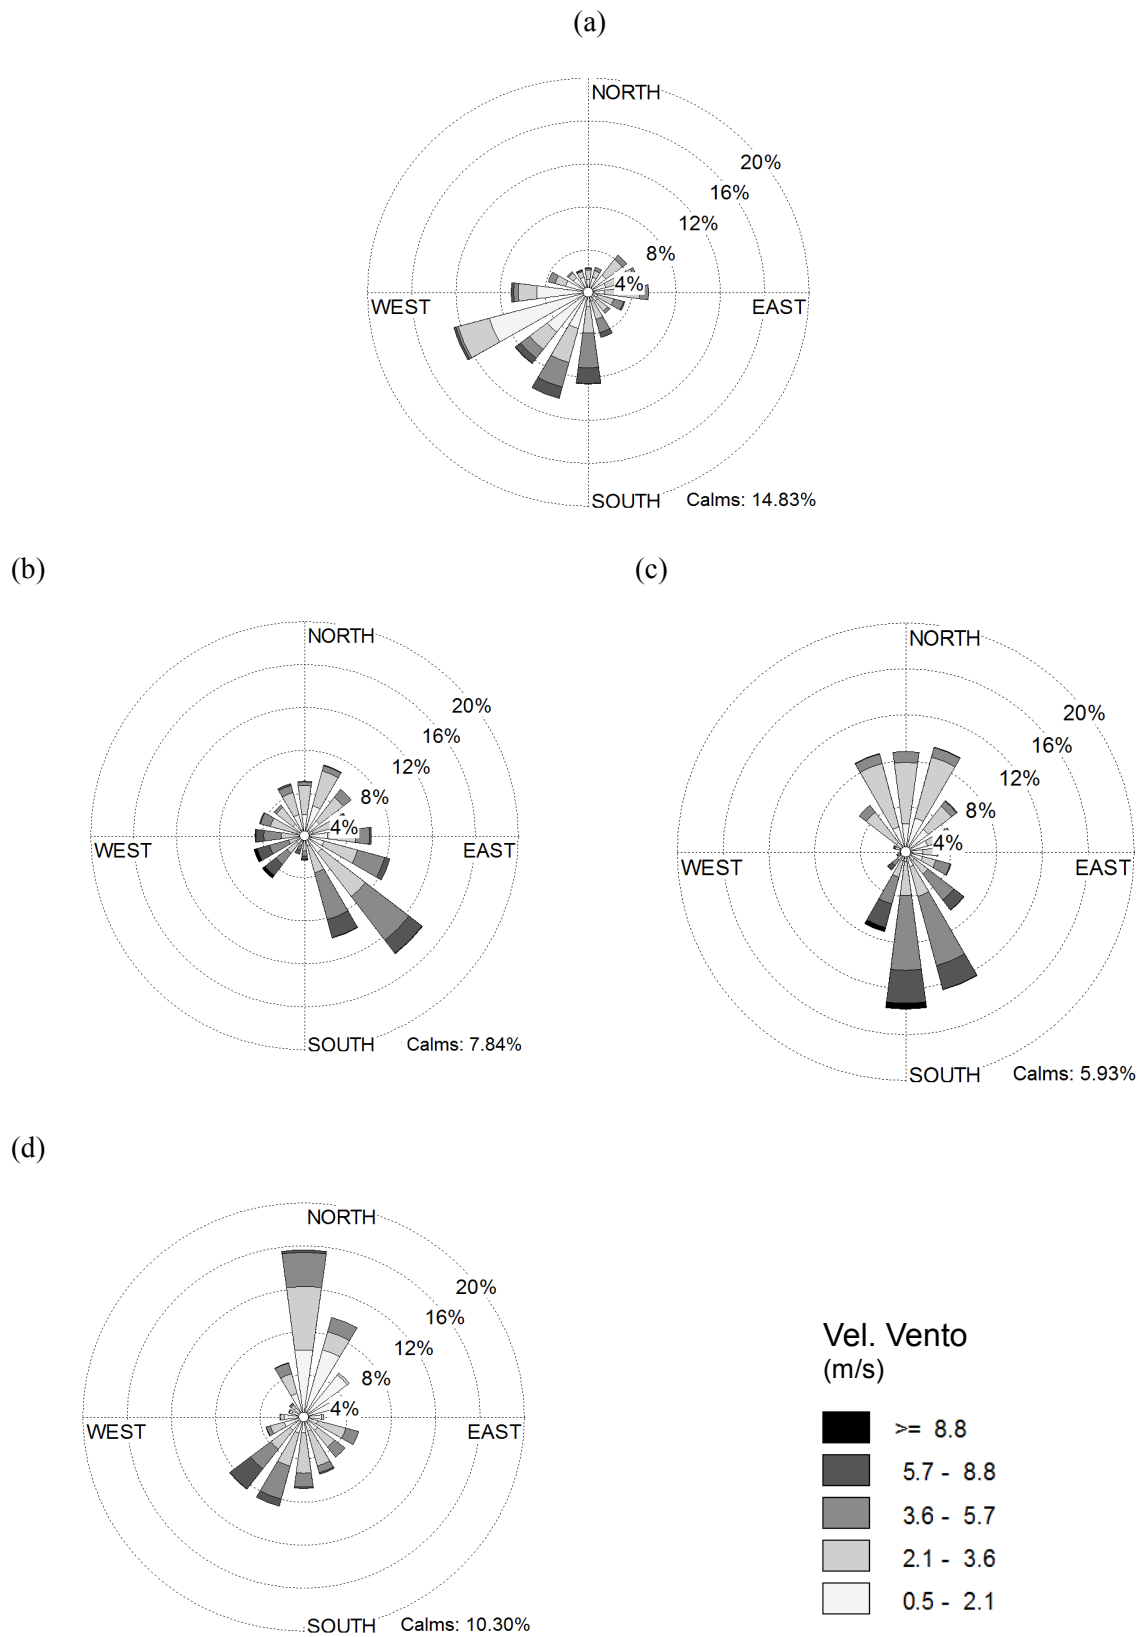 (a)
NORTH
20%
16%
12%
8%
4%
WEST
EAST
SOUTH
Calms: 14.83%
(b)
NORTH
20%
16%
12%
8%
4%
WEST
EAST
SOUTH
Calms: 7.84%
(c)
NORTH
20%
16%
12%
8%
4%
WEST
EAST
SOUTH
Calms: 5.93%
(d)
NORTH
20%
16%
12%
8%
4%
WEST
EAST
SOUTH
Calms: 10.30%
Vel. Vento
(m/s)
>= 8.8
5.7 - 8.8
3.6 - 5.7
2.1 - 3.6
0.5 - 2.1